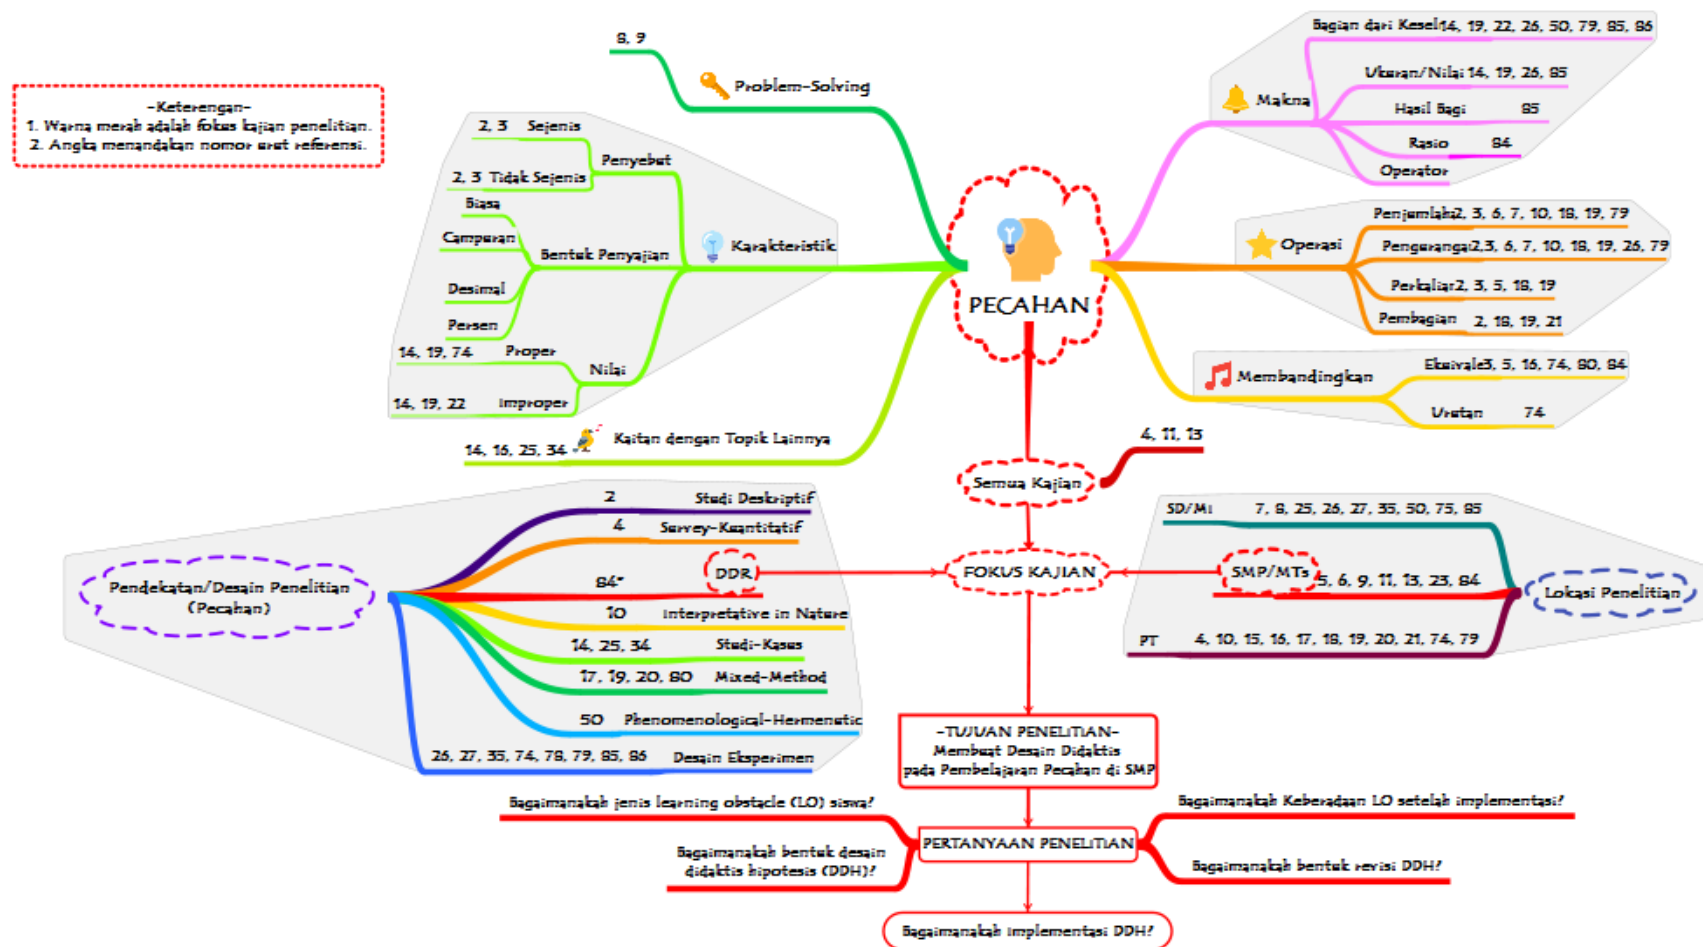 -Keterengan-
1. Warna merah adalah fokus kajian penelitian.
2. Angka menandakan nomor urut referensi.
8, 9
Problem-Solving
2, 3 Sejenis
Penyebut
2, 3 Tidak Sejenis
Biasa
Campuran
Bentuk Penyajian
Desimal
Persen
Karakteristik
14, 19, 74 Proper
Nilai
14, 19, 22 Improper
14, 16, 25, 34
Kaitan dengan Topik Lainnya
PECAHAN
Makna
Bagian dari Kesel 14, 19, 22, 26, 50, 79, 85, 86
Ukuran/Nilai 14, 19, 26, 85
Hasil Bagi 85
Rasio 84
Operator
Operasi
Penjumlaha 2, 3, 6, 7, 10, 18, 19, 79
Pengurangan 2,3, 6, 7, 10, 18, 19, 26, 79
Perkalian 2, 3, 5, 18, 19
Pembagian 2, 18, 19, 21
Membandingkan
Ekuivale 3, 5, 16, 74, 80, 84
Urutan 74
Semua Kajian
4, 11, 13
Pendekatan/Desain Penelitian
(Pecahan)
2 Studi Deskriptif
4 Survey-Kuantitatif
84* DDR
10 Interpretative in Nature
14, 25, 34 Studi-Kasus
17, 19, 20, 80 Mixed-Method
50 Phenomenological-Hermeneutic
26, 27, 35, 74, 78, 79, 85, 86 Desain Eksperimen
FOKUS KAJIAN
SD/MI 7, 8, 25, 26, 27, 35, 50, 75, 85
SMP/MTs 5, 6, 9, 11, 13, 23, 84
PT 4, 10, 15, 16, 17, 18, 19, 20, 21, 74, 79
Lokasi Penelitian
-TUJUAN PENELITIAN-
Membuat Desain Didaktis
pada Pembelajaran Pecahan di SMP
PERTANYAAN PENELITIAN
Bagaimanakah jenis learning obstacle (LO) siswa?
Bagaimanakah bentuk desain
didaktis hipotesis (DDH)?
Bagaimanakah Keberadaan LO setelah implementasi?
Bagaimanakah bentuk revisi DDH?
Bagaimanakah implementasi DDH?